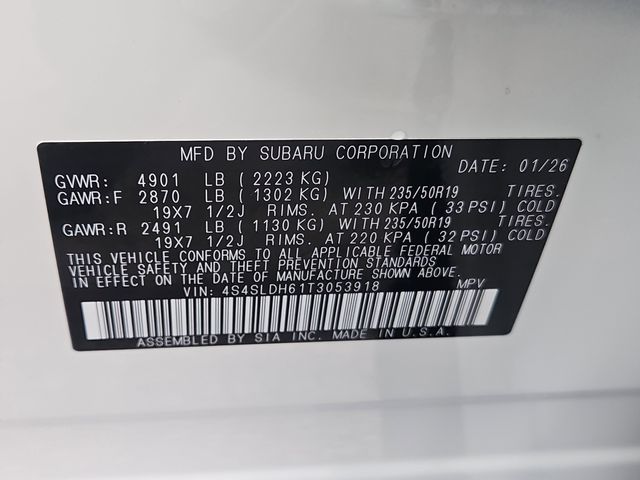 MFD BY SUBARU CORPORATION
DATE: 01/26
GVWR: 4901 LB ( 2223 KG)
GAWR:F 2870 LB ( 1302 KG) WITH 235/50R19 TIRES.
19X7 1/2J RIMS. AT 230 KPA ( 33 PSI) COLD
GAWR:R 2491 LB ( 1130 KG) WITH 235/50R19 TIRES.
19X7 1/2J RIMS. AT 220 KPA ( 32 PSI) COLD
THIS VEHICLE CONFORMS TO ALL APPLICABLE FEDERAL MOTOR
VEHICLE SAFETY AND THEFT PREVENTION STANDARDS
IN EFFECT ON THE DATE OF MANUFACTURE SHOWN ABOVE.
VIN: 4S4SLDH61T3053918 MPV
ASSEMBLED BY SIA INC. MADE IN U.S.A.